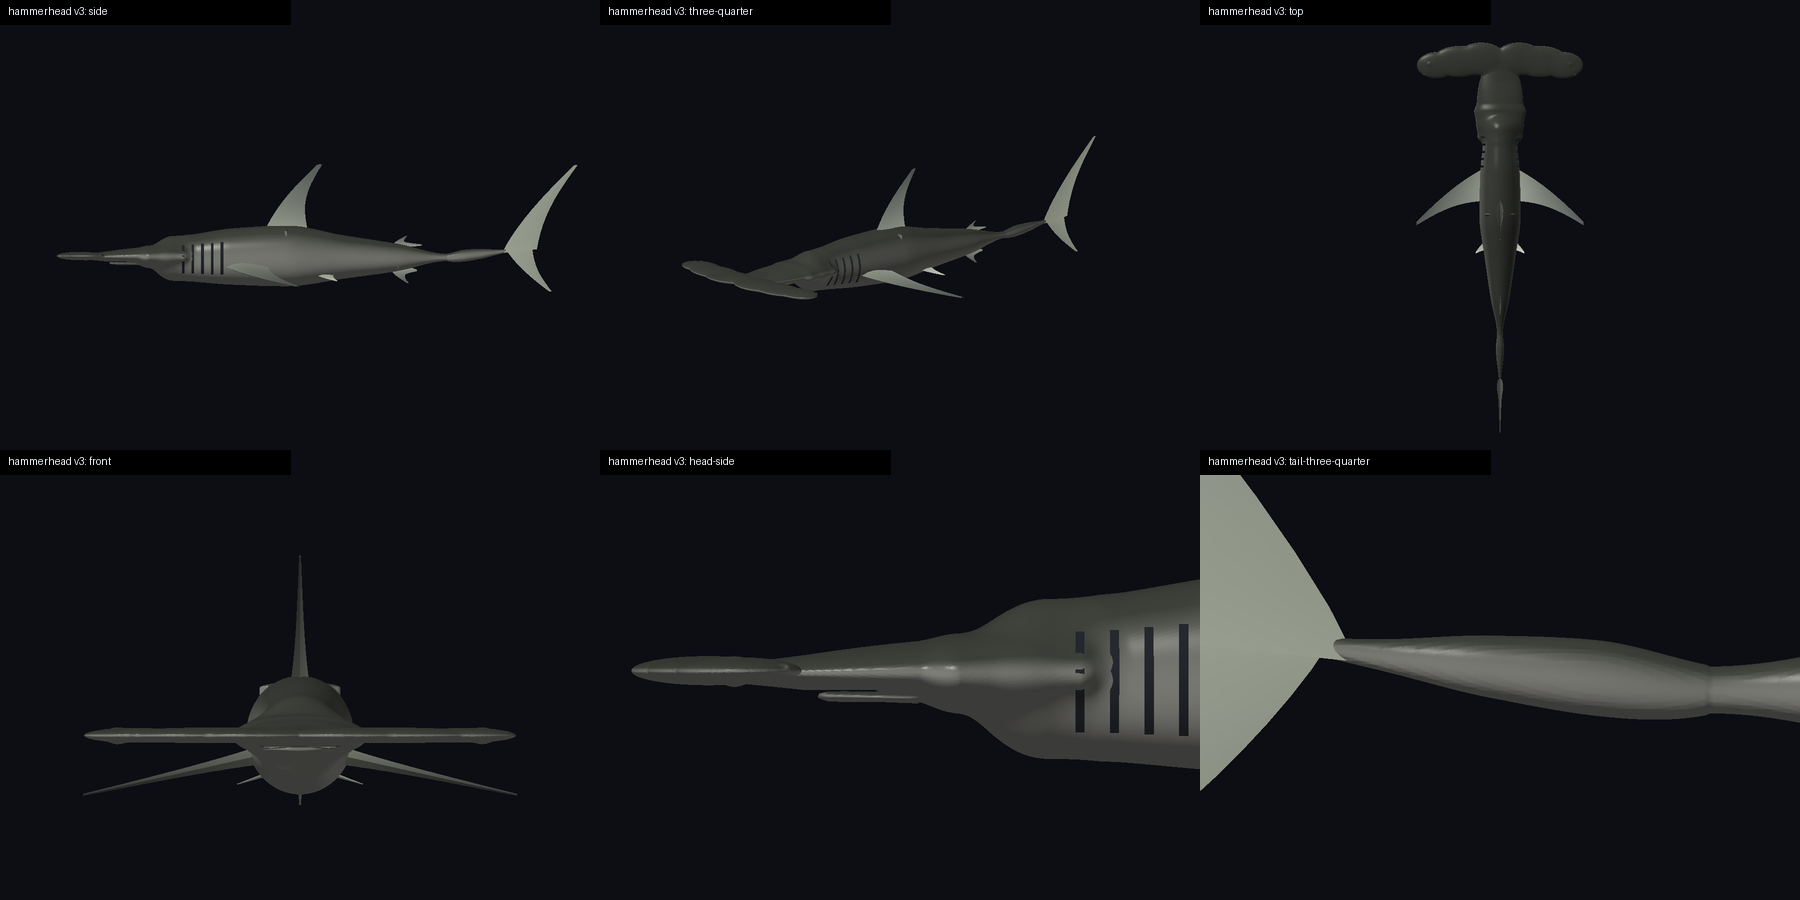 hammerhead v3: side
hammerhead v3: three-quarter
hammerhead v3: top
hammerhead v3: front
hammerhead v3: head-side
hammerhead v3: tail-three-quarter